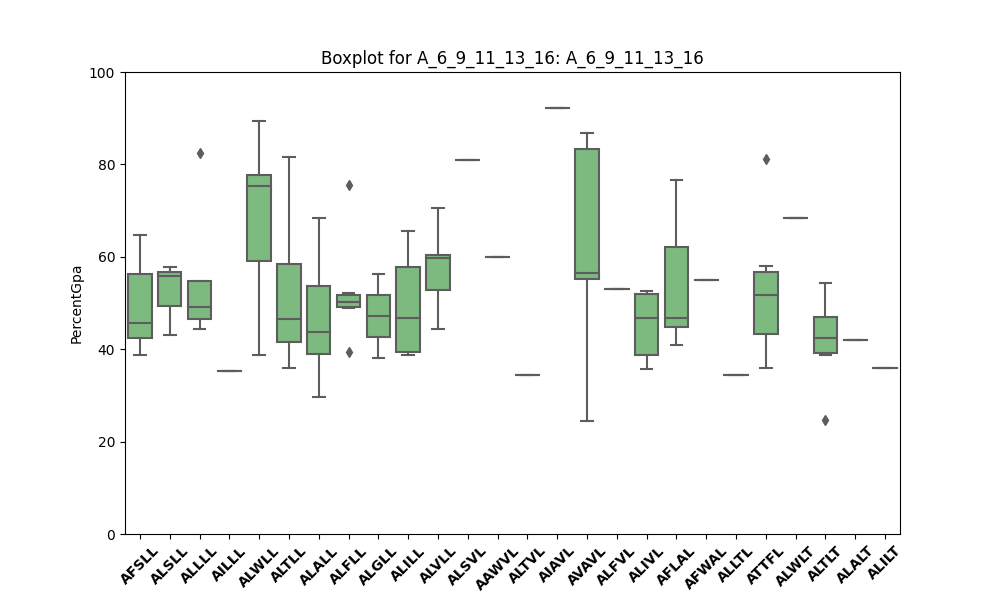 Boxplot for A_6_9_11_13_16: A_6_9_11_13_16
PercentGpa
100
80
60
40
20
0
AFSLL
ALSLL
ALLLL
AILLL
ALWLL
ALTLL
ALALL
ALFLL
ALGLL
ALILL
ALVLL
ALSVL
AAWVL
ALTVL
AIAVL
AVAVL
ALFVL
ALIVL
AFLAL
AFWAL
ALLTL
ATTFL
ALWLT
ALTLT
ALALT
ALILT